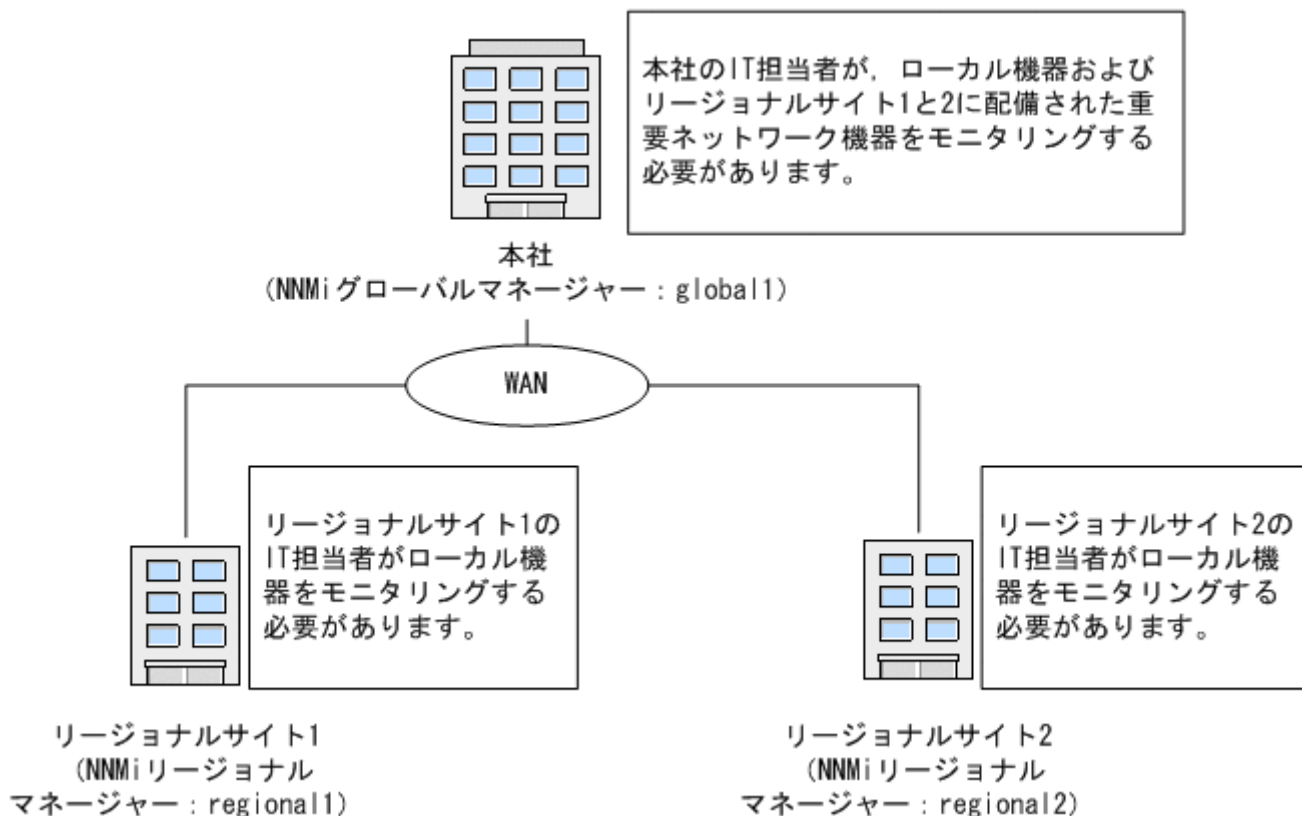 本社のIT担当者が，ローカル機器および
リージョナルサイト1と2に配備された重
要ネットワーク機器をモニタリングする
必要があります。
本社
(NNMiグローバルマネージャー：global1)
WAN
リージョナルサイト1の
IT担当者がローカル機
器をモニタリングする
必要があります。
リージョナルサイト2の
IT担当者がローカル機
器をモニタリングする
必要があります。
リージョナルサイト1
(NNMiリージョナル
マネージャー：regional1)
リージョナルサイト2
(NNMiリージョナル
マネージャー：regional2)